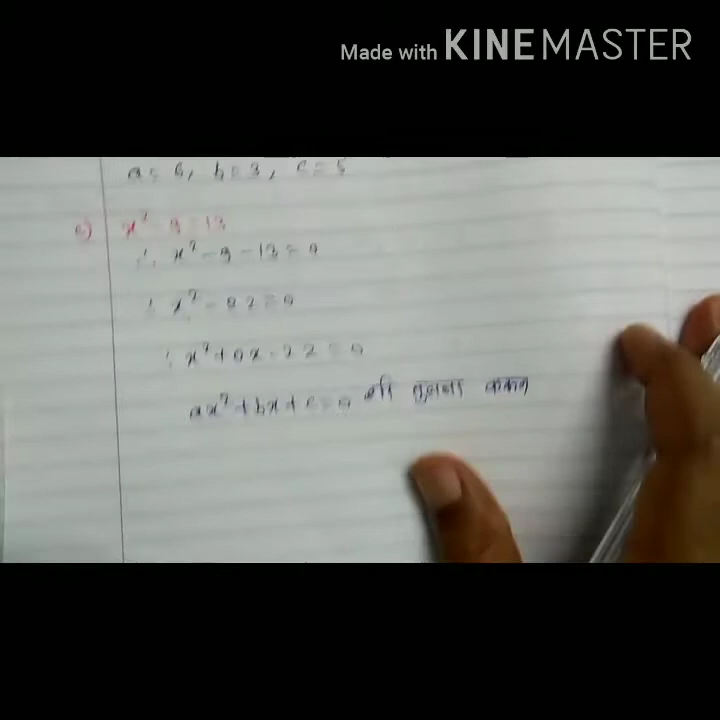 Made with KINEMASTER
a = 6, b = 3, c = 5
c) x² - 9 = 13
∴ x² - 9 - 13 = 0
∴ x² - 22 = 0
∴ x² + 0x - 22 = 0
ax² + bx + c = 0 शी तुलना करून